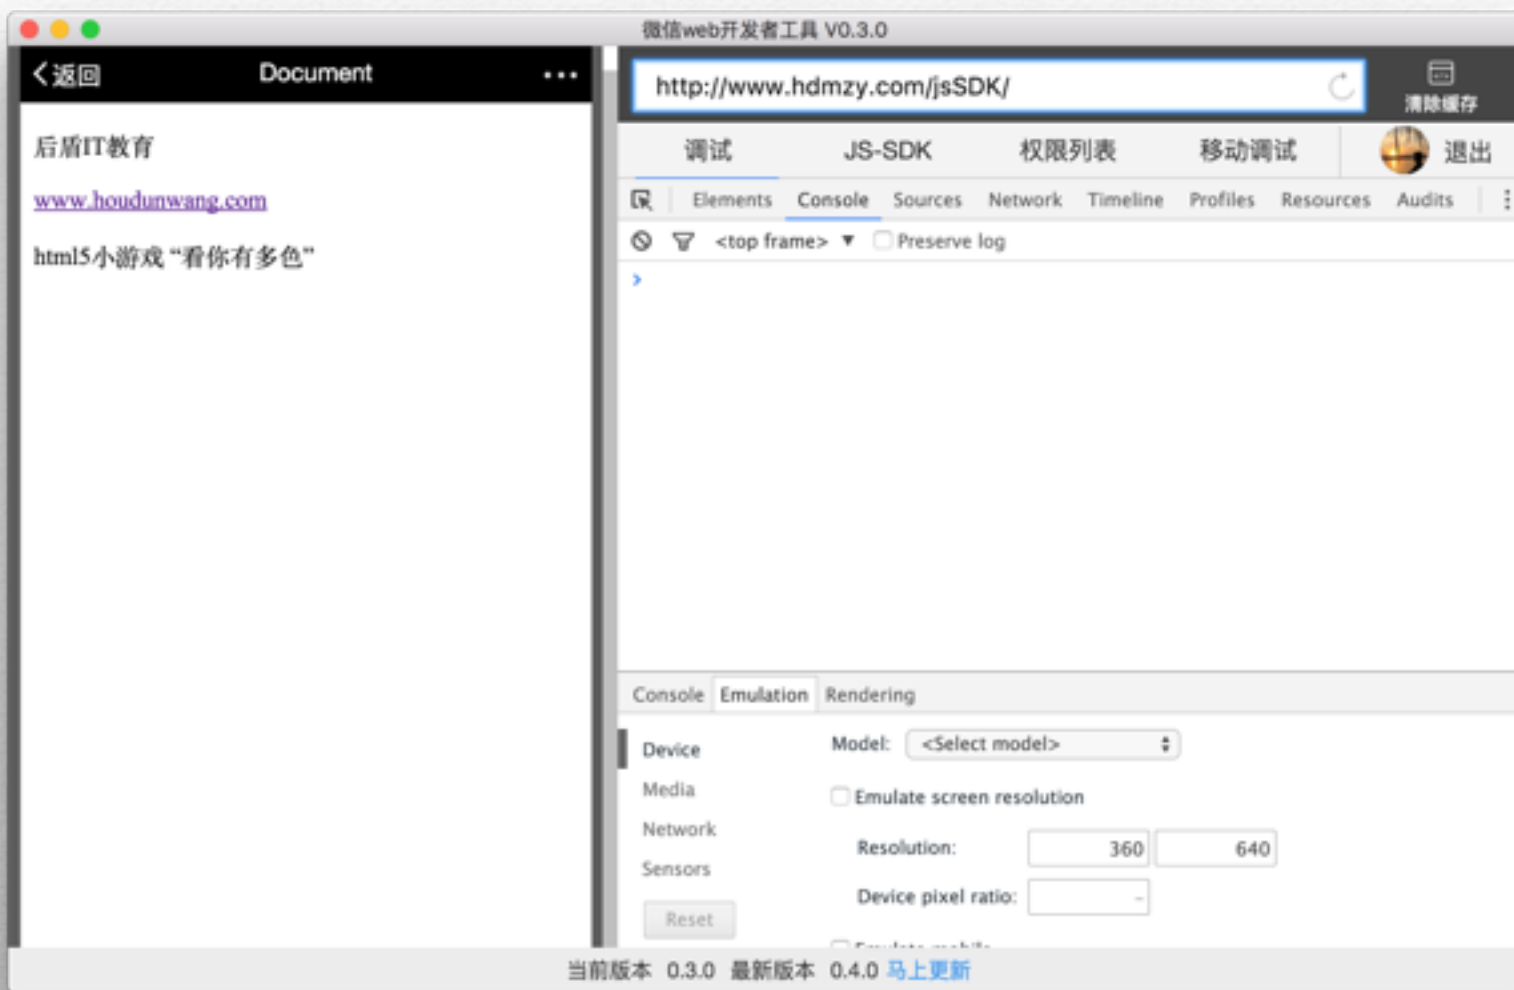 微信web开发者工具 V0.3.0
返回 Document
后盾IT教育
www.houdunwang.com
html5小游戏 “看你有多色”
http://www.hdmzy.com/jsSDK/
清除缓存
调试 JS-SDK 权限列表 移动调试 退出
Elements Console Sources Network Timeline Profiles Resources Audits
<top frame> ▼ Preserve log
Console Emulation Rendering
Device
Media
Network
Sensors
Reset
Model: <Select model>
Emulate screen resolution
Resolution: 360 640
Device pixel ratio: –
当前版本 0.3.0 最新版本 0.4.0 马上更新